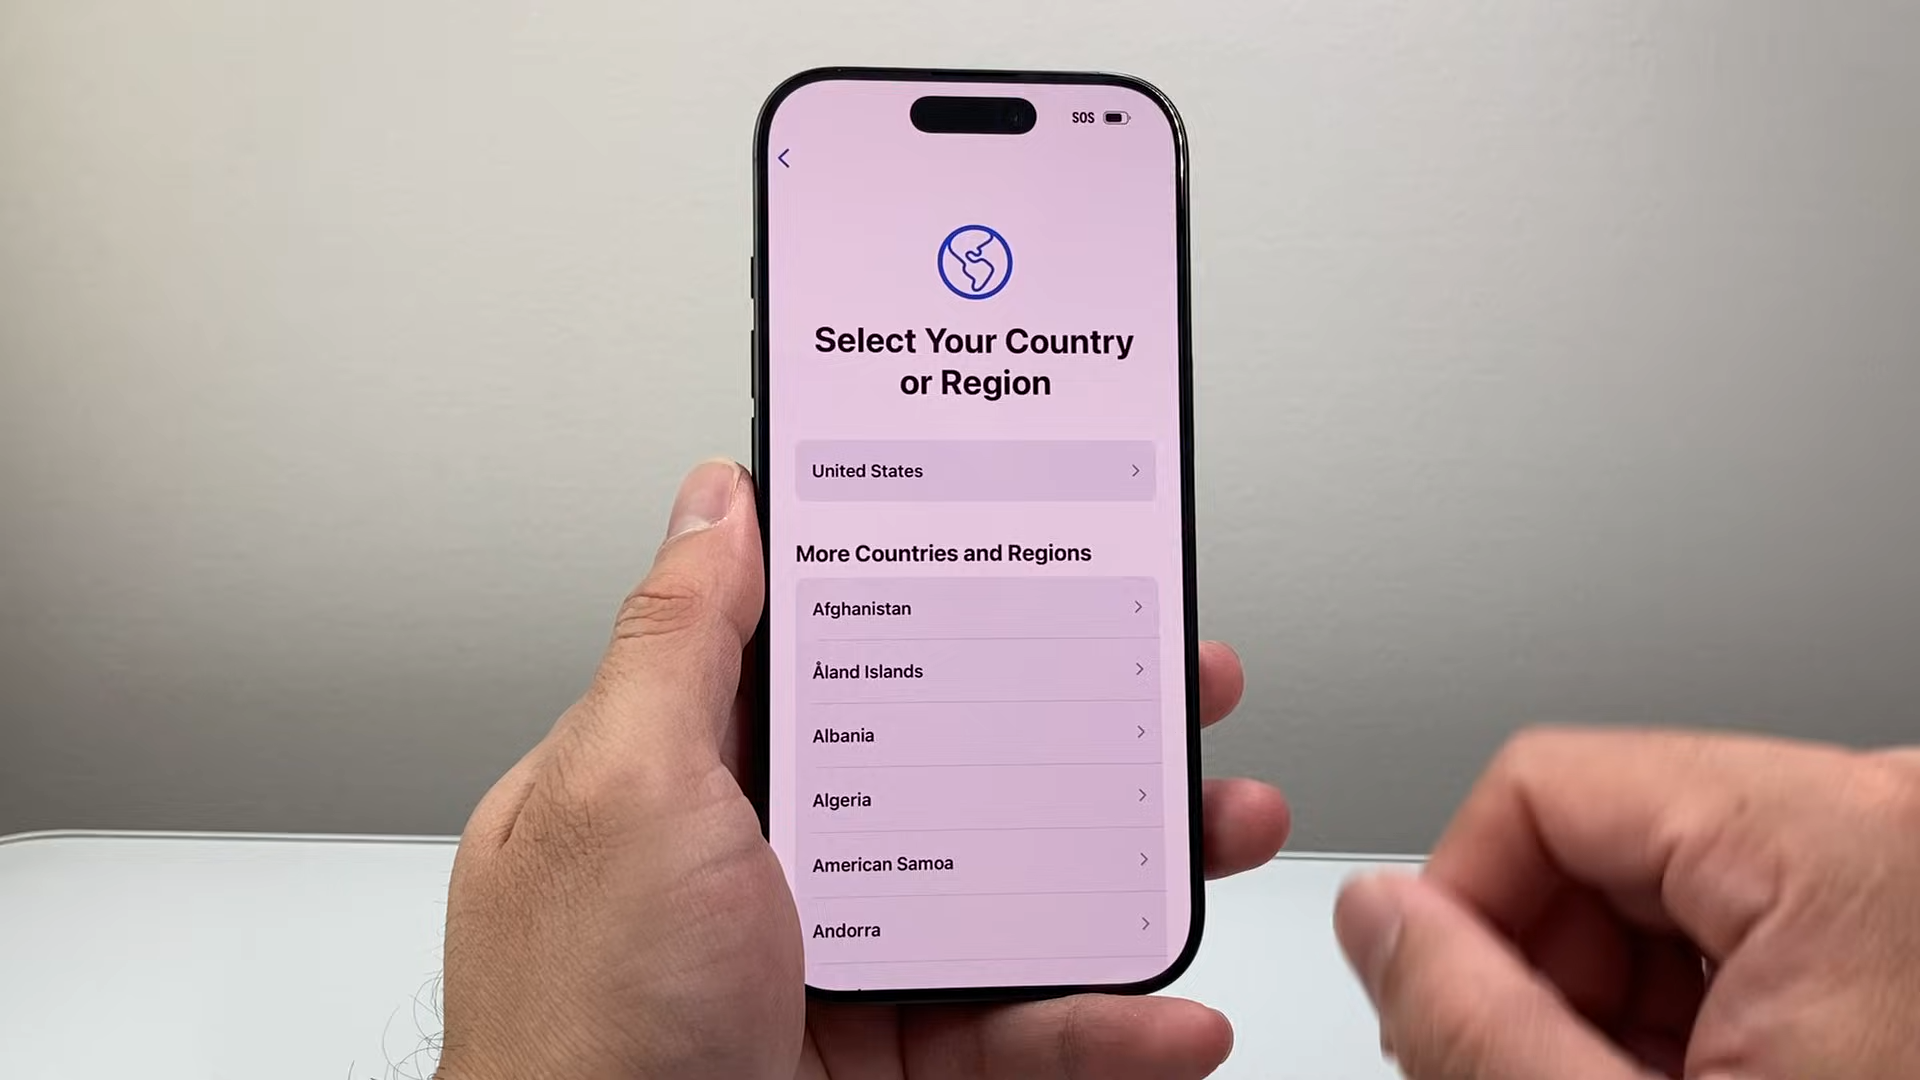 SOS
Select Your Country
or Region
United States
More Countries and Regions
Afghanistan
Åland Islands
Albania
Algeria
American Samoa
Andorra